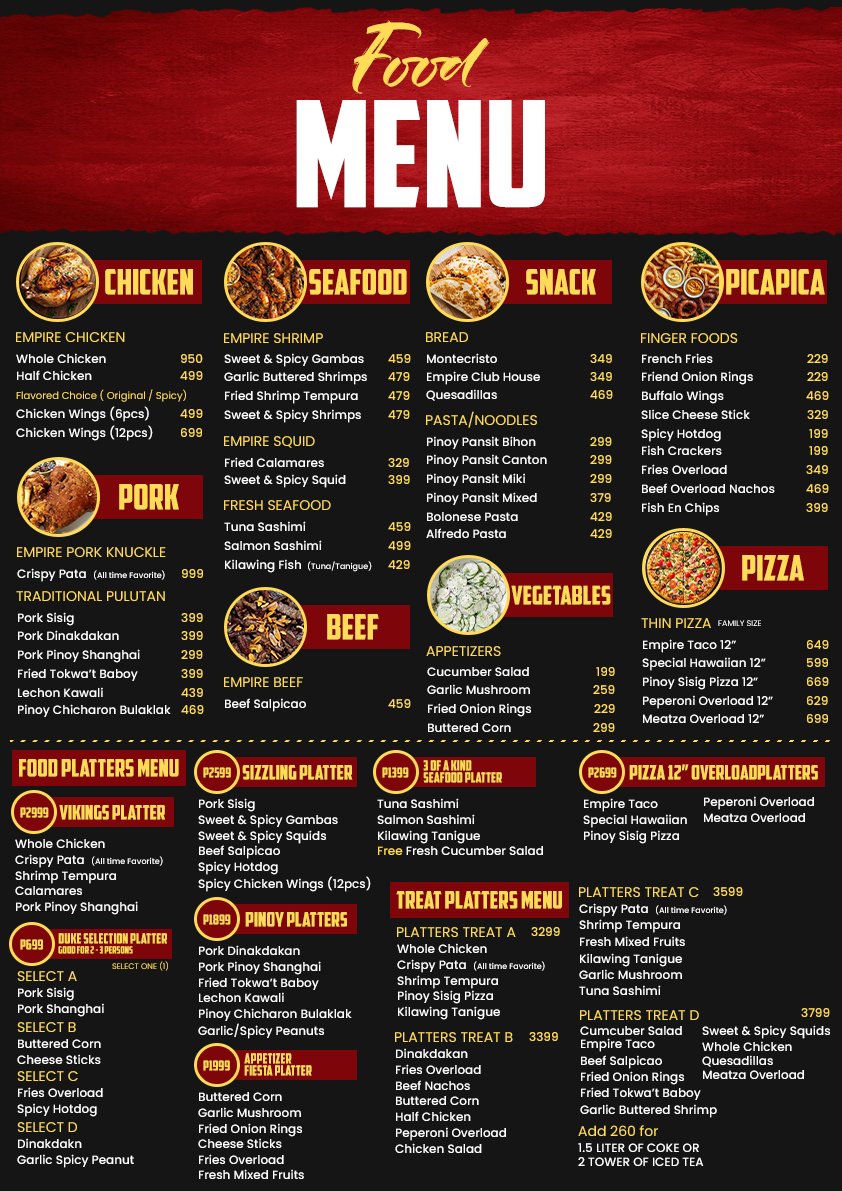 Food
MENU
CHICKEN
EMPIRE CHICKEN
Whole Chicken 950
Half Chicken 499
Flavored Choice ( Original / Spicy)
Chicken Wings (6pcs) 499
Chicken Wings (12pcs) 699
PORK
EMPIRE PORK KNUCKLE
Crispy Pata (All time Favorite) 999
TRADITIONAL PULUTAN
Pork Sisig 399
Pork Dinakdakan 399
Pork Pinoy Shanghai 299
Fried Tokwa't Baboy 399
Lechon Kawali 439
Pinoy Chicharon Bulaklak 469
SEAFOOD
EMPIRE SHRIMP
Sweet & Spicy Gambas 459
Garlic Buttered Shrimps 479
Fried Shrimp Tempura 479
Sweet & Spicy Shrimps 479
EMPIRE SQUID
Fried Calamares 329
Sweet & Spicy Squid 399
FRESH SEAFOOD
Tuna Sashimi 459
Salmon Sashimi 499
Kilawing Fish (Tuna/Tanigue) 429
BEEF
EMPIRE BEEF
Beef Salpicao 459
SNACK
BREAD
Montecristo 349
Empire Club House 349
Quesadillas 469
PASTA/NOODLES
Pinoy Pansit Bihon 299
Pinoy Pansit Canton 299
Pinoy Pansit Miki 299
Pinoy Pansit Mixed 379
Bolonese Pasta 429
Alfredo Pasta 429
VEGETABLES
APPETIZERS
Cucumber Salad 199
Garlic Mushroom 259
Fried Onion Rings 229
Buttered Corn 299
PICAPICA
FINGER FOODS
French Fries 229
Friend Onion Rings 229
Buffalo Wings 469
Slice Cheese Stick 329
Spicy Hotdog 199
Fish Crackers 199
Fries Overload 349
Beef Overload Nachos 469
Fish En Chips 399
PIZZA
THIN PIZZA FAMILY SIZE
Empire Taco 12" 649
Special Hawaiian 12" 599
Pinoy Sisig Pizza 12" 669
Peperoni Overload 12" 629
Meatza Overload 12" 699
FOOD PLATTERS MENU
P2999 VIKINGS PLATTER
Whole Chicken
Crispy Pata (All time Favorite)
Shrimp Tempura
Calamares
Pork Pinoy Shanghai
P699 DUKE SELECTION PLATTER
GOOD FOR 2 - 3 PERSONS
SELECT ONE (1)
SELECT A
Pork Sisig
Pork Shanghai
SELECT B
Buttered Corn
Cheese Sticks
SELECT C
Fries Overload
Spicy Hotdog
SELECT D
Dinakdakn
Garlic Spicy Peanut
P2599 SIZZLING PLATTER
Pork Sisig
Sweet & Spicy Gambas
Sweet & Spicy Squids
Beef Salpicao
Spicy Hotdog
Spicy Chicken Wings (12pcs)
P1899 PINOY PLATTERS
Pork Dinakdakan
Pork Pinoy Shanghai
Fried Tokwa't Baboy
Lechon Kawali
Pinoy Chicharon Bulaklak
Garlic/Spicy Peanuts
P1999 APPETIZER
FIESTA PLATTER
Buttered Corn
Garlic Mushroom
Fried Onion Rings
Cheese Sticks
Fries Overload
Fresh Mixed Fruits
P1399 3 OF A KIND
SEAFOOD PLATTER
Tuna Sashimi
Salmon Sashimi
Kilawing Tanigue
Free Fresh Cucumber Salad
P2699 PIZZA 12" OVERLOADPLATTERS
Empire Taco
Special Hawaiian
Pinoy Sisig Pizza
Peperoni Overload
Meatza Overload
TREAT PLATTERS MENU
PLATTERS TREAT A 3299
Whole Chicken
Crispy Pata (All time Favorite)
Shrimp Tempura
Pinoy Sisig Pizza
Kilawing Tanigue
PLATTERS TREAT B 3399
Dinakdakan
Fries Overload
Beef Nachos
Buttered Corn
Half Chicken
Peperoni Overload
Chicken Salad
PLATTERS TREAT C 3599
Crispy Pata (All time Favorite)
Shrimp Tempura
Fresh Mixed Fruits
Kilawing Tanigue
Garlic Mushroom
Tuna Sashimi
PLATTERS TREAT D 3799
Cumcuber Salad
Empire Taco
Beef Salpicao
Fried Onion Rings
Fried Tokwa't Baboy
Garlic Buttered Shrimp
Sweet & Spicy Squids
Whole Chicken
Quesadillas
Meatza Overload
Add 260 for
1.5 LITER OF COKE OR
2 TOWER OF ICED TEA